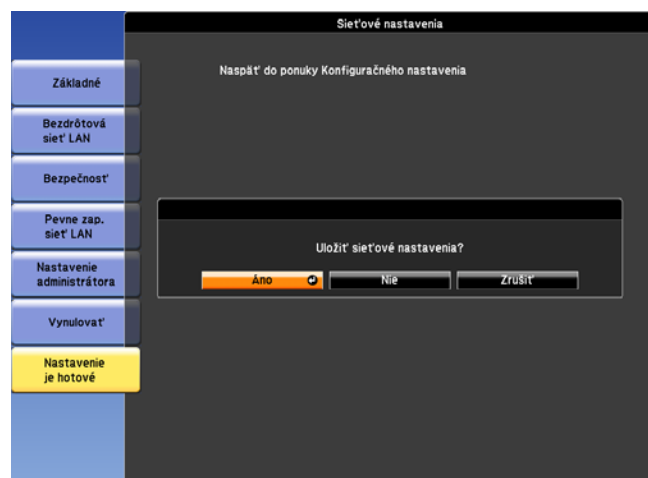 Sieťové nastavenia
Naspäť do ponuky Konfiguračného nastavenia
Základné
Bezdrôtová
sieť LAN
Bezpečnosť
Pevne zap.
sieť LAN
Nastavenie
administrátora
Vynulovať
Nastavenie
je hotové
Uložiť sieťové nastavenia?
Áno
Nie
Zrušiť